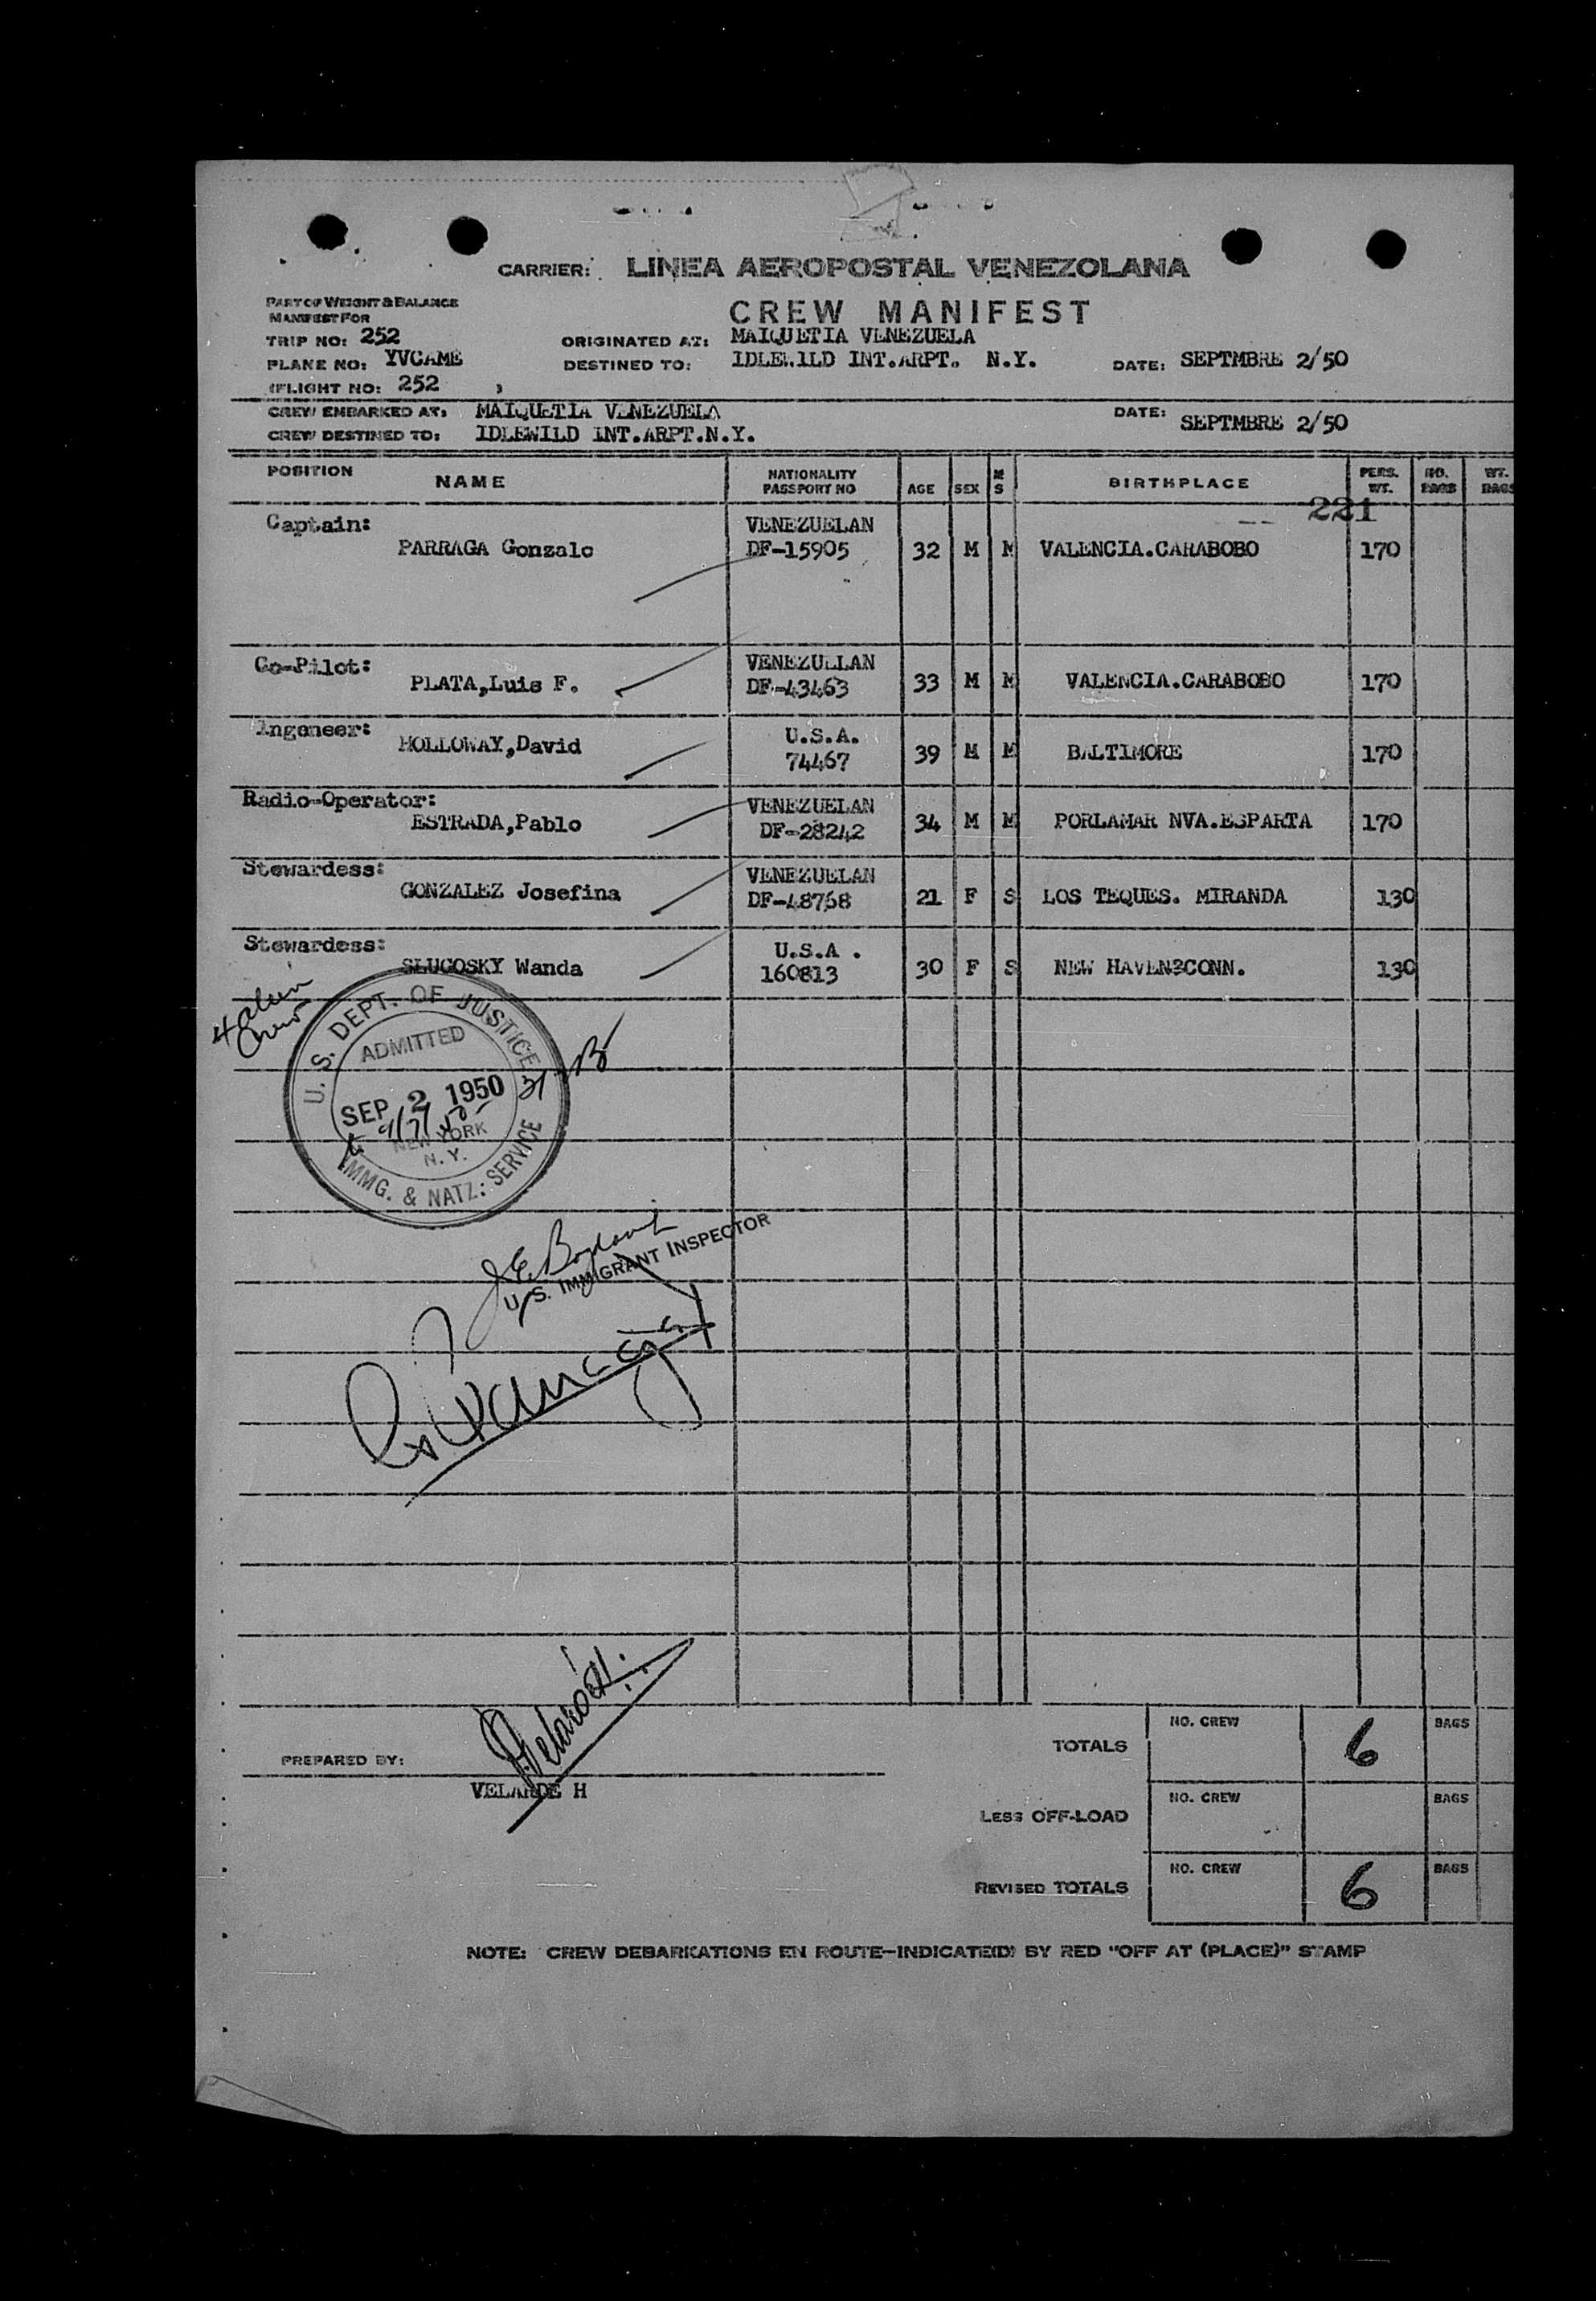 CARRIER: LINEA AEROPOSTAL VENEZOLANA
PART OF WEIGHT & BALANCE
MANIFEST FOR
CREW MANIFEST
TRIP NO: 252 ORIGINATED AT: MAIQUETIA VENEZUELA
PLANE NO: YVCAME DESTINED TO: IDLEWILD INT.ARPT. N.Y. DATE: SEPTMBRE 2/50
(FLIGHT NO: 252 )
CREW EMBARKED AT: MAIQUETIA VENEZUELA DATE: SEPTMBRE 2/50
CREW DESTINED TO: IDLEWILD INT.ARPT.N.Y.
POSITION NAME NATIONALITY PASSPORT NO AGE SEX M S BIRTHPLACE PERS. WT. NO. BAGS WT. BAGS
221
Captain: VENEZUELAN
PARRAGA Gonzalo DF-15905 32 M M VALENCIA.CARABOBO 170
Co-Pilot: VENEZUELAN
PLATA,Luis F. DF-43463 33 M M VALENCIA.CARABOBO 170
Ingeneer: U.S.A.
HOLLOWAY,David 74467 39 M M BALTIMORE 170
Radio-Operator: VENEZUELAN
ESTRADA,Pablo DF-28242 34 M M PORLAMAR NVA.ESPARTA 170
Stewardess: VENEZUELAN
GONZALEZ Josefina DF-48768 21 F S LOS TEQUES. MIRANDA 130
Stewardess: U.S.A .
SLUCOSKY Wanda 160813 30 F S NEW HAVEN?CONN. 130
4 alien
crew
U. S. DEPT. OF JUSTICE
ADMITTED
SEP 2 1950
NEW YORK
N. Y.
IMMG. & NATZ. SERVICE
U. S. IMMIGRANT INSPECTOR
PREPARED BY:
VELARDE H
TOTALS NO. CREW 6 BAGS
LESS OFF-LOAD NO. CREW BAGS
REVISED TOTALS NO. CREW 6 BAGS
NOTE: CREW DEBARKATIONS EN ROUTE-INDICATE(D) BY RED "OFF AT (PLACE)" STAMP